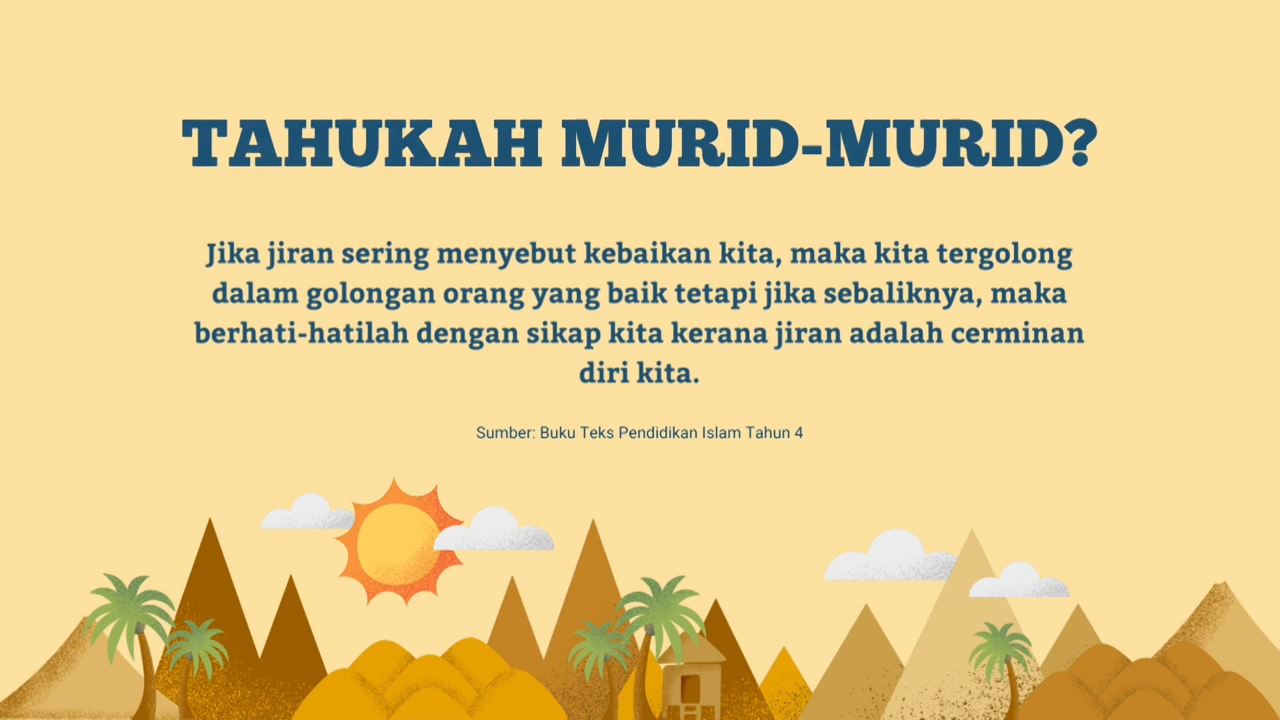 TAHUKAH MURID-MURID?
Jika jiran sering menyebut kebaikan kita, maka kita tergolong
dalam golongan orang yang baik tetapi jika sebaliknya, maka
berhati-hatilah dengan sikap kita kerana jiran adalah cerminan
diri kita.
Sumber: Buku Teks Pendidikan Islam Tahun 4